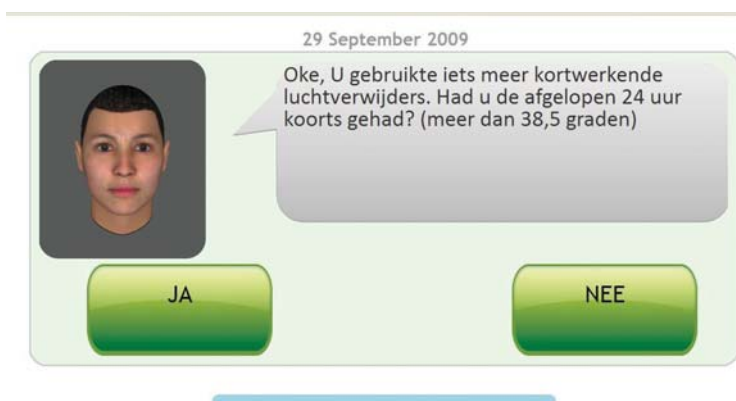 29 September 2009
Oke, U gebruikte iets meer kortwerkende
luchtverwijders. Had u de afgelopen 24 uur
koorts gehad? (meer dan 38,5 graden)
JA
NEE